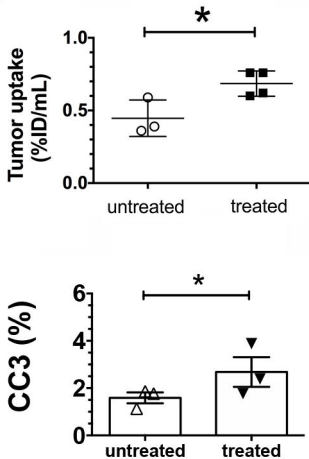 *
Tumor uptake
(%ID/mL)
1.0
0.5
0.0
untreated treated
*
CC3 (%)
6
4
2
0
untreated treated